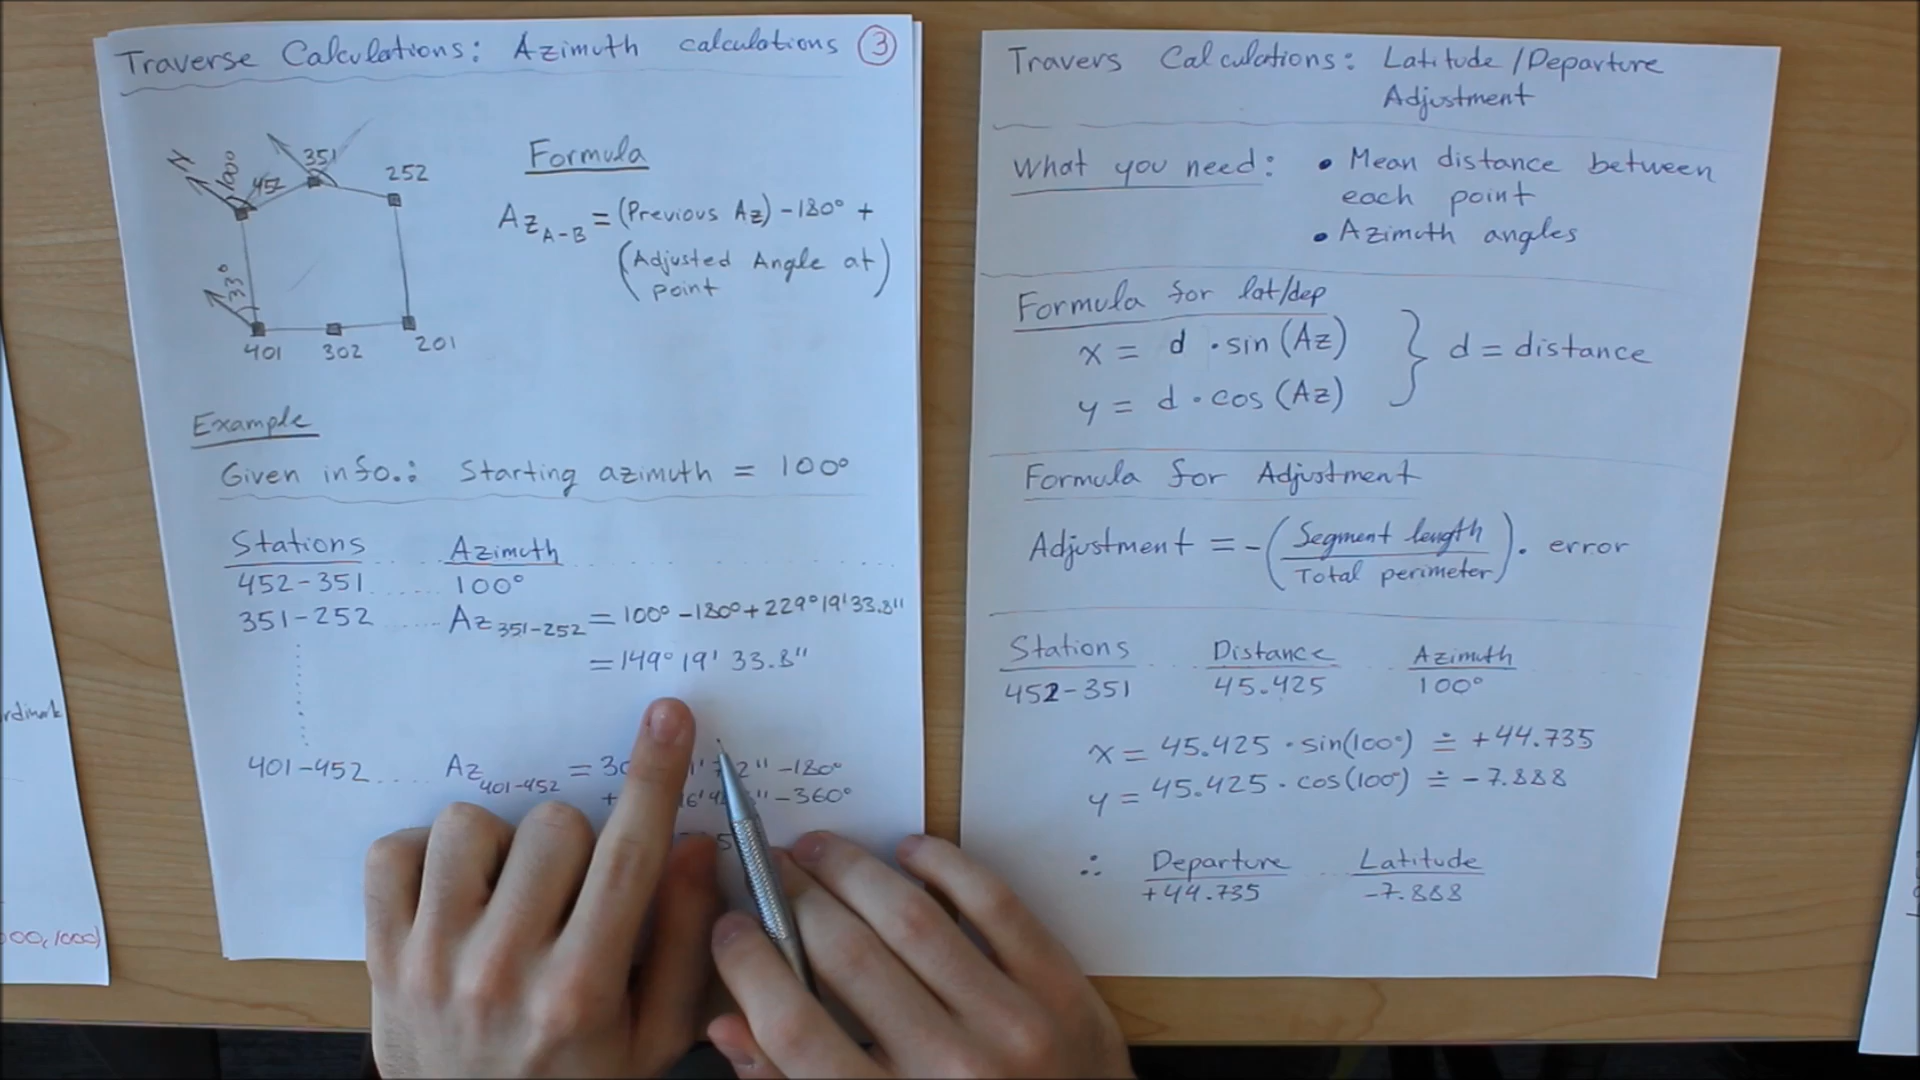 Traverse Calculations: Azimuth calculations 3
N
100°
452
351
252
33°
401
302
201
Formula
Az A-B = (Previous Az) -180° +
(Adjusted Angle at
point)
Example
Given info.: Starting azimuth = 100°
Stations Azimuth
452-351 ...... 100°
351-252 ..... Az 351-252 = 100° -180° + 229°19'33.8"
= 149° 19' 33.8"
401-452 .... Az 401-452 = -180°
+ -360°
00,1000)
Travers Calculations: Latitude/Departure
Adjustment
What you need: • Mean distance between
each point
• Azimuth angles
Formula for lat/dep
x = d · sin (Az)
y = d · cos (Az)
} d = distance
Formula for Adjustment
Adjustment = -(Segment length
Total perimeter) · error
Stations Distance Azimuth
452-351 45.425 100°
x = 45.425 · sin(100°) ≐ +44.735
y = 45.425 · cos(100°) ≐ -7.888
∴ Departure Latitude
+44.735 -7.888